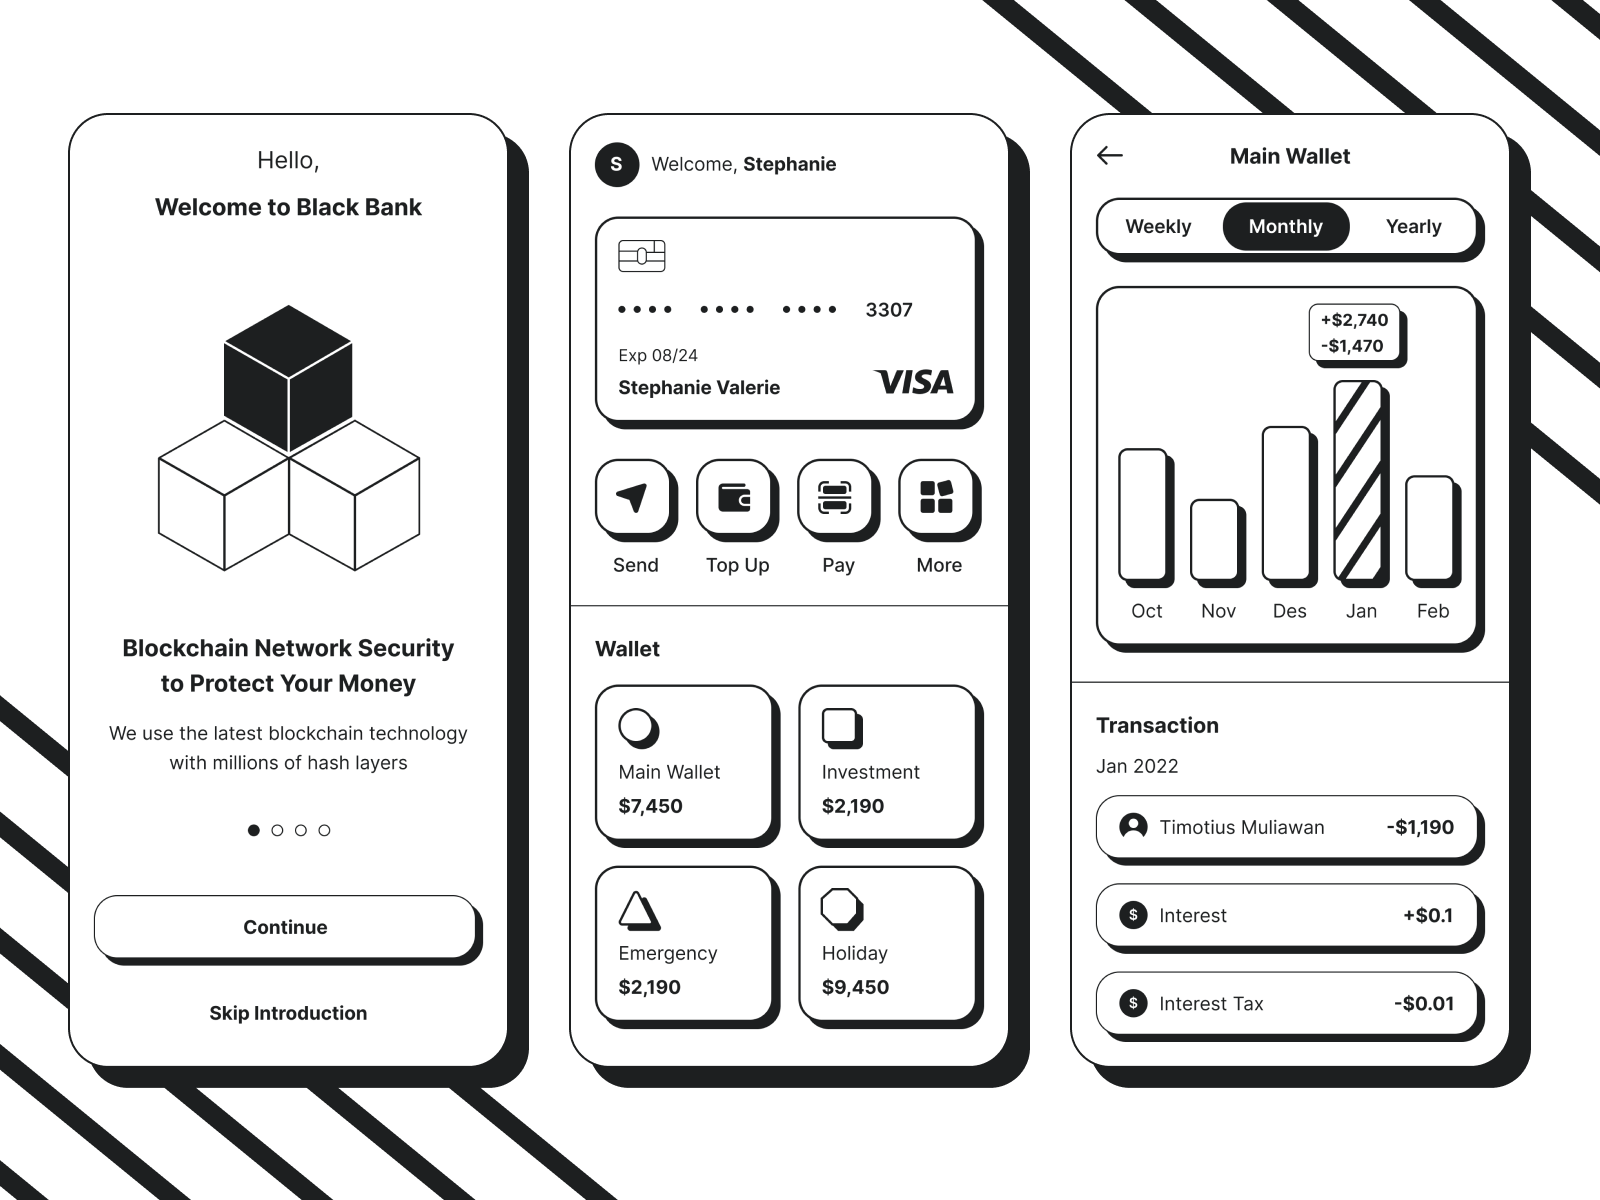 Hello,
Welcome to Black Bank
Blockchain Network Security
to Protect Your Money
We use the latest blockchain technology
with millions of hash layers
Continue
Skip Introduction
S
Welcome, Stephanie
•••• •••• •••• 3307
Exp 08/24
Stephanie Valerie
VISA
Send
Top Up
Pay
More
Wallet
Main Wallet
$7,450
Investment
$2,190
Emergency
$2,190
Holiday
$9,450
Main Wallet
Weekly
Monthly
Yearly
+$2,740
-$1,470
Oct
Nov
Des
Jan
Feb
Transaction
Jan 2022
Timotius Muliawan -$1,190
$ Interest +$0.1
$ Interest Tax -$0.01